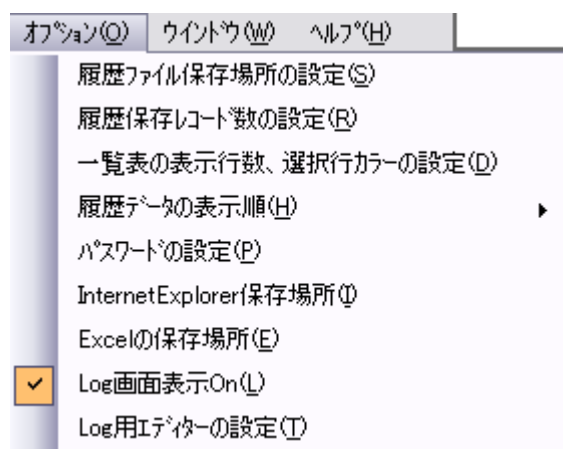 ｵﾌﾟｼｮﾝ(O) ｳｲﾝﾄﾞｳ(W) ﾍﾙﾌﾟ(H)
履歴ﾌｧｲﾙ保存場所の設定(S)
履歴保存ﾚｺｰﾄﾞ数の設定(R)
一覧表の表示行数、選択行ｶﾗｰの設定(D)
履歴ﾃﾞｰﾀの表示順(H)
ﾊﾟｽﾜｰﾄﾞの設定(P)
InternetExplorer保存場所(I)
Excelの保存場所(E)
Log画面表示On(L)
Log用ｴﾃﾞｨﾀｰの設定(T)